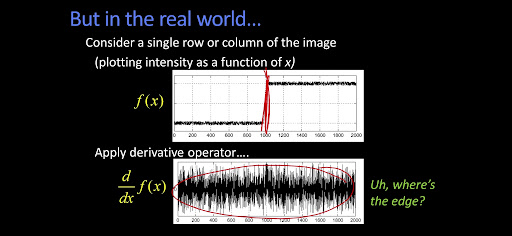 But in the real world...
Consider a single row or column of the image
(plotting intensity as a function of x)
f(x)
0 200 400 600 800 1000 1200 1400 1600 1800 2000
Apply derivative operator....
d/dx f(x)
Uh, where's
the edge?
0 200 400 600 800 1000 1200 1400 1600 1800 2000